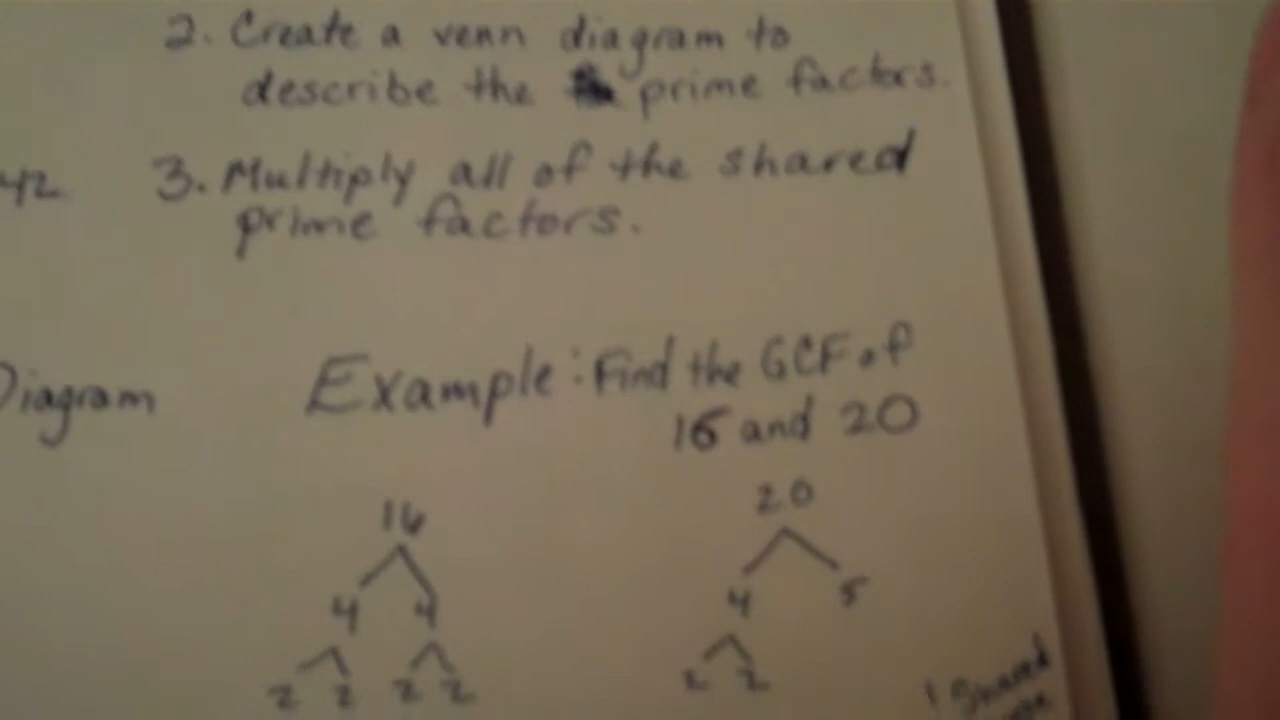 2. Create a venn diagram to
describe the prime factors.
42
3. Multiply all of the shared
prime factors.
Diagram
Example: Find the GCF of
16 and 20
16
20
4 4
4 5
2 2 2 2
2 2
1 Shared